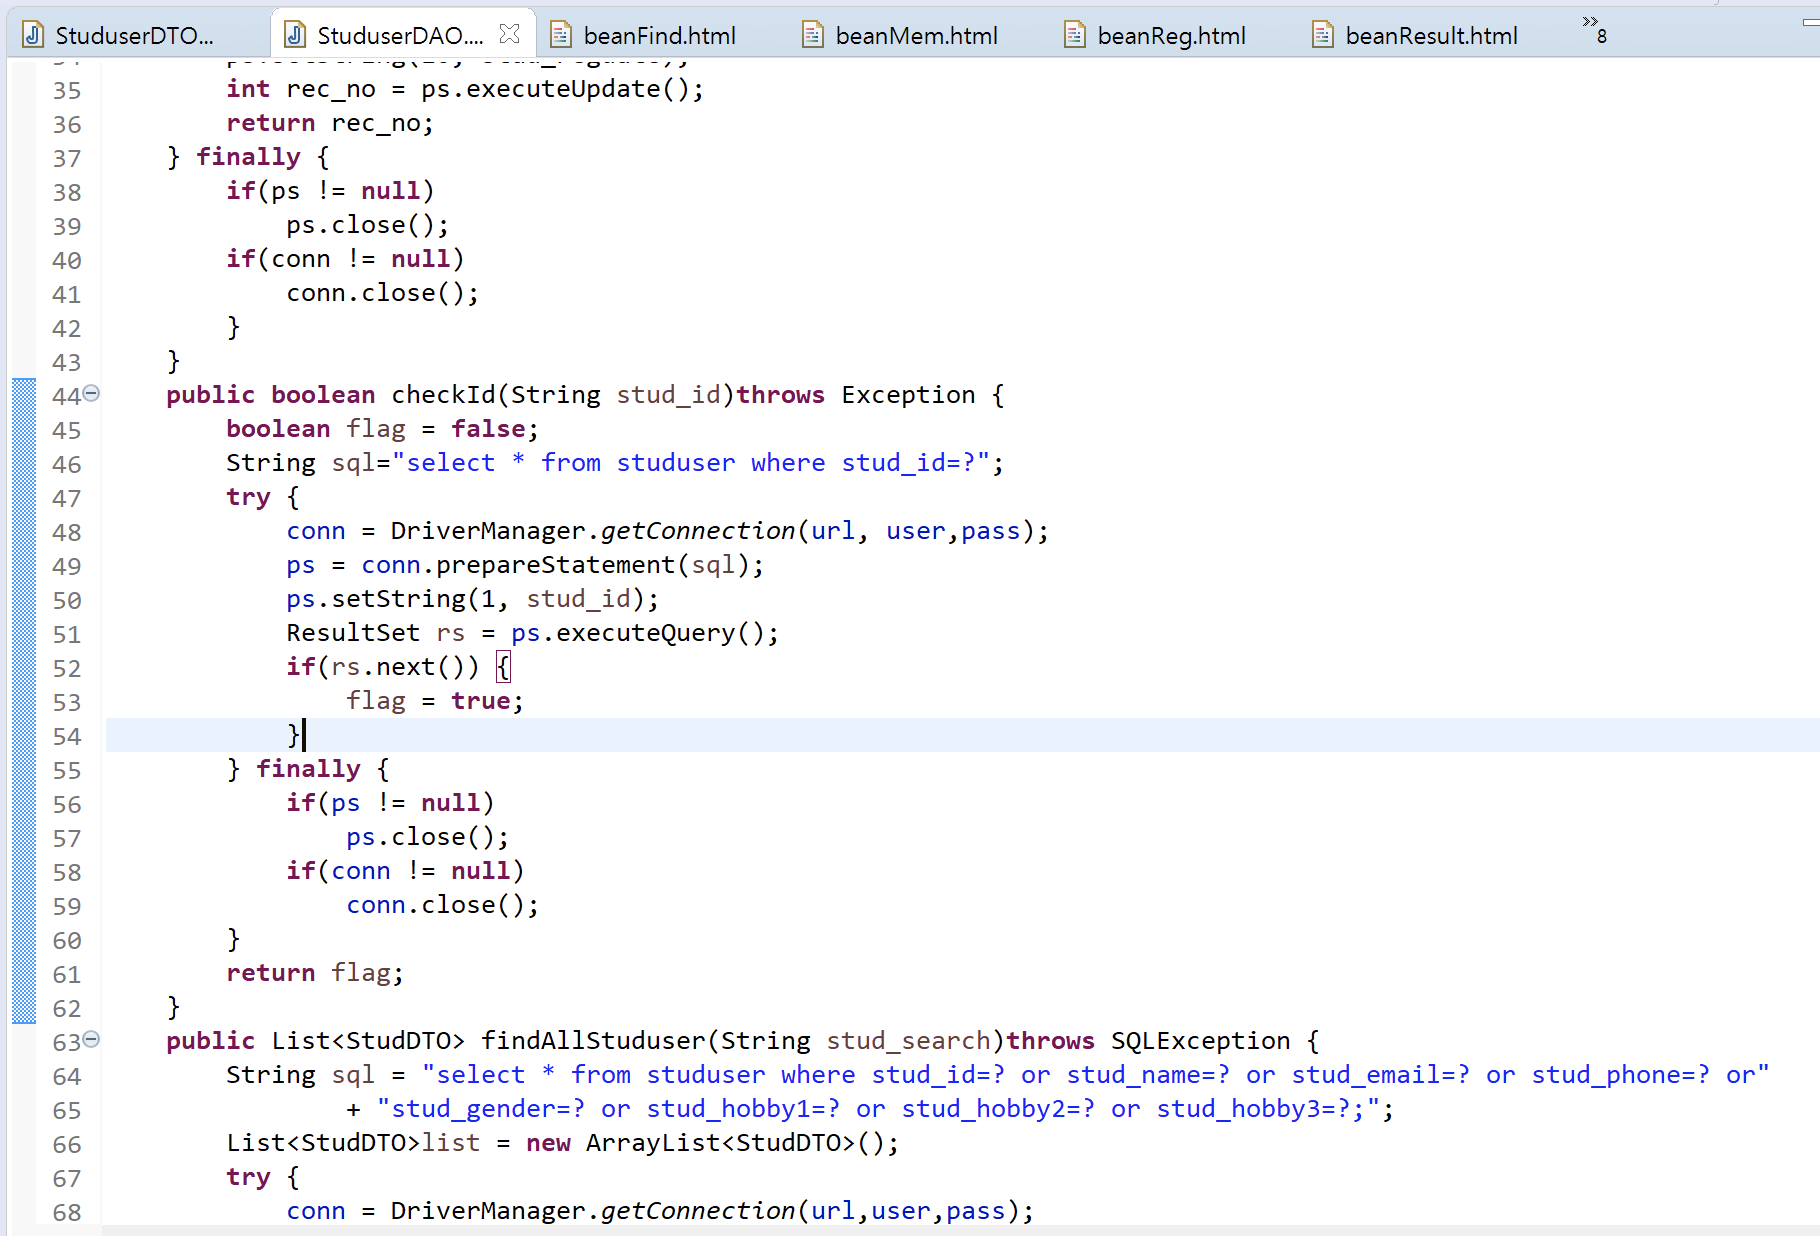 StuduserDTO...
StuduserDAO....
beanFind.html
beanMem.html
beanReg.html
beanResult.html
»8
35 int rec_no = ps.executeUpdate();
36 return rec_no;
37 } finally {
38 if(ps != null)
39 ps.close();
40 if(conn != null)
41 conn.close();
42 }
43 }
44 public boolean checkId(String stud_id)throws Exception {
45 boolean flag = false;
46 String sql="select * from studuser where stud_id=?";
47 try {
48 conn = DriverManager.getConnection(url, user,pass);
49 ps = conn.prepareStatement(sql);
50 ps.setString(1, stud_id);
51 ResultSet rs = ps.executeQuery();
52 if(rs.next()) {
53 flag = true;
54 }
55 } finally {
56 if(ps != null)
57 ps.close();
58 if(conn != null)
59 conn.close();
60 }
61 return flag;
62 }
63 public List<StudDTO> findAllStuduser(String stud_search)throws SQLException {
64 String sql = "select * from studuser where stud_id=? or stud_name=? or stud_email=? or stud_phone=? or"
65 + "stud_gender=? or stud_hobby1=? or stud_hobby2=? or stud_hobby3=?;";
66 List<StudDTO>list = new ArrayList<StudDTO>();
67 try {
68 conn = DriverManager.getConnection(url,user,pass);